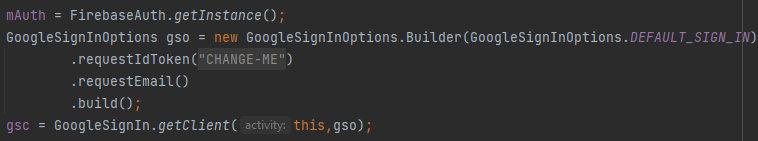 mAuth = FirebaseAuth.getInstance();
GoogleSignInOptions gso = new GoogleSignInOptions.Builder(GoogleSignInOptions.DEFAULT_SIGN_IN)
.requestIdToken("CHANGE-ME")
.requestEmail()
.build();
gsc = GoogleSignIn.getClient( activity: this,gso);